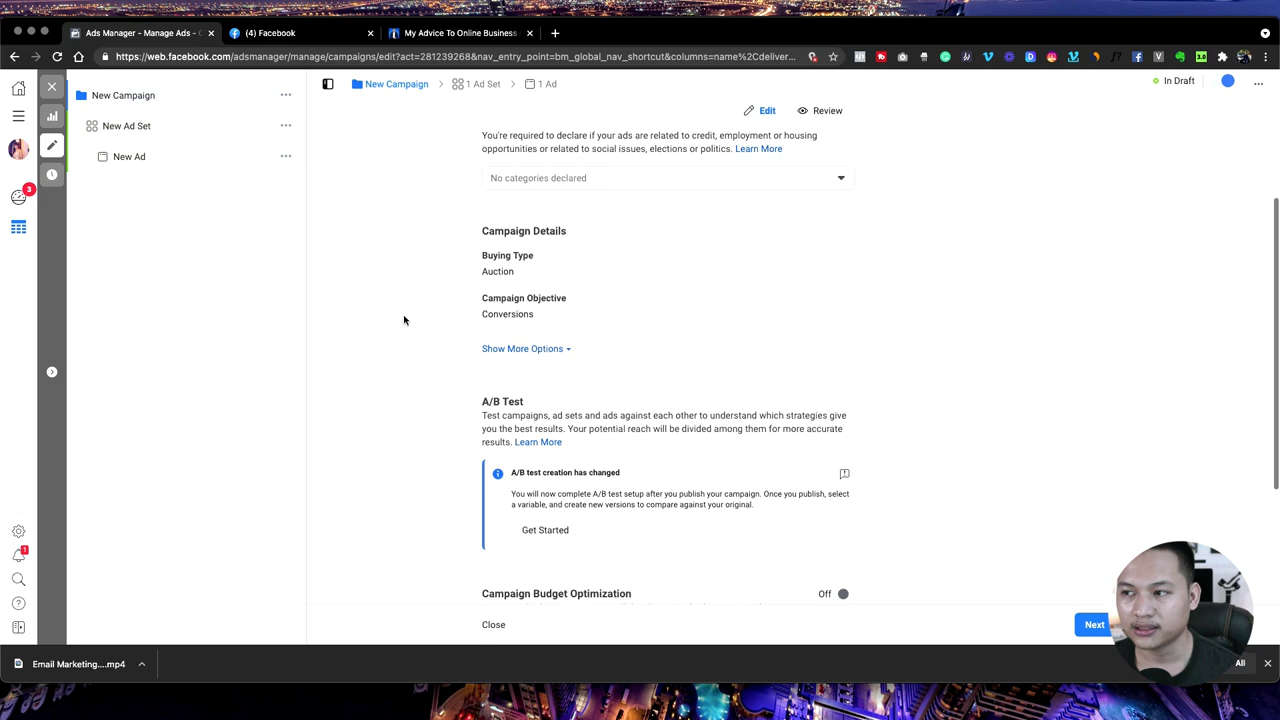 Ads Manager - Manage Ads - C
(4) Facebook
My Advice To Online Business
https://web.facebook.com/adsmanager/manage/campaigns/edit?act=281239268&nav_entry_point=bm_global_nav_shortcut&columns=name%2Cdeliver...
New Campaign
New Ad Set
New Ad
3
1
New Campaign
1 Ad Set
1 Ad
In Draft
Edit
Review
You're required to declare if your ads are related to credit, employment or housing
opportunities or related to social issues, elections or politics. Learn More
No categories declared
Campaign Details
Buying Type
Auction
Campaign Objective
Conversions
Show More Options
A/B Test
Test campaigns, ad sets and ads against each other to understand which strategies give
you the best results. Your potential reach will be divided among them for more accurate
results. Learn More
A/B test creation has changed
You will now complete A/B test setup after you publish your campaign. Once you publish, select
a variable, and create new versions to compare against your original.
Get Started
Campaign Budget Optimization
Off
Close
Next
Email Marketing....mp4
All